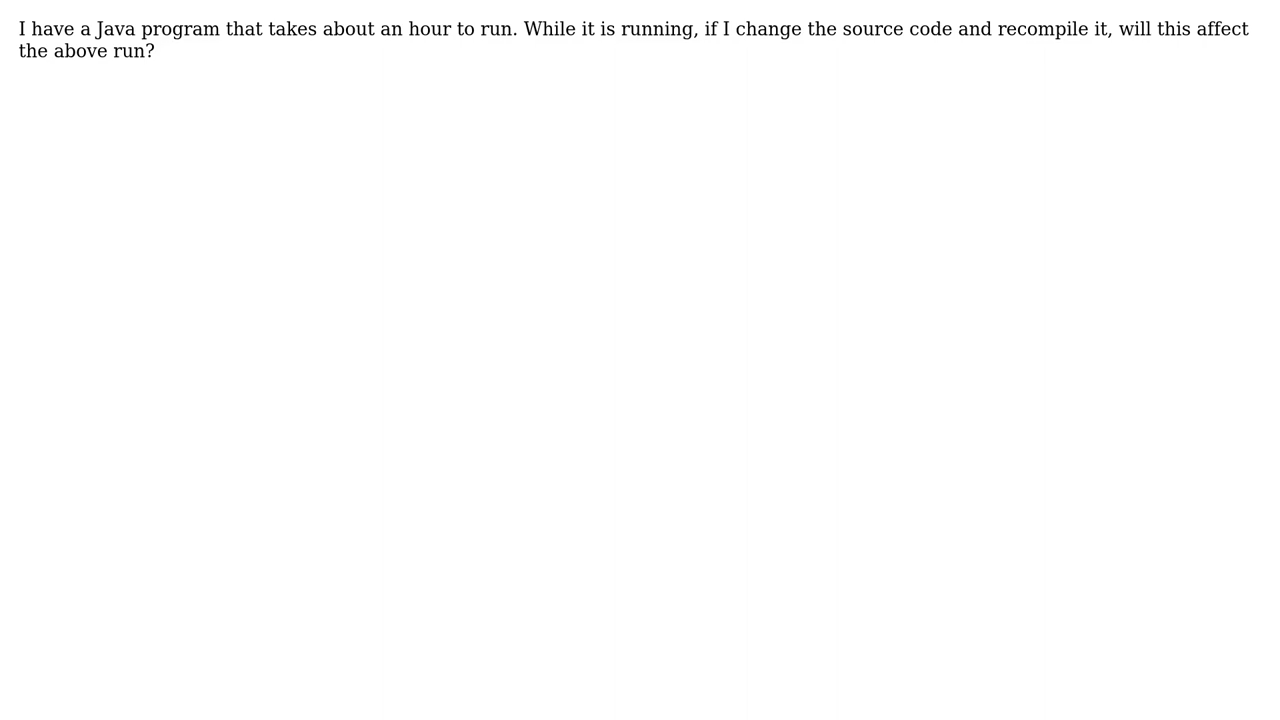 I have a Java program that takes about an hour to run. While it is running, if I change the source code and recompile it, will this affect
the above run?